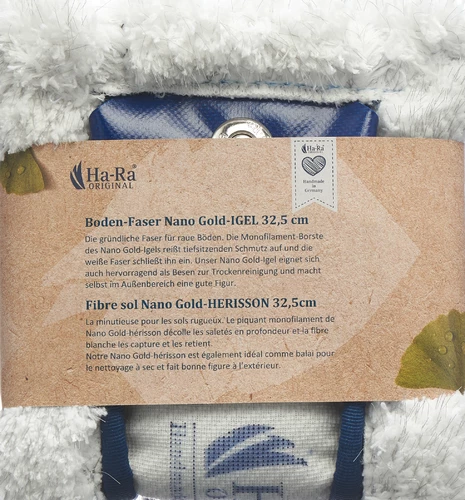 Ha-Ra®
ORIGINAL
Ha-Ra
Handmade
in
Germany
Boden-Faser Nano Gold-IGEL 32,5 cm
Die gründliche Faser für raue Böden. Die Monofilament-Borste
des Nano Gold-Igels reißt tiefsitzenden Schmutz auf und die
weiße Faser schließt ihn ein. Unser Nano Gold-Igel eignet sich
auch hervorragend als Besen zur Trockenreinigung und macht
selbst im Außenbereich eine gute Figur.
Fibre sol Nano Gold-HERISSON 32,5cm
La minutieuse pour les sols rugueux. Le piquant monofilament de
Nano Gold-hérisson décolle les saletés en profondeur et la fibre
blanche les capture et les retient.
Notre Nano Gold-hérisson est également idéal comme balai pour
le nettoyage à sec et fait bonne figure à l'extérieur.